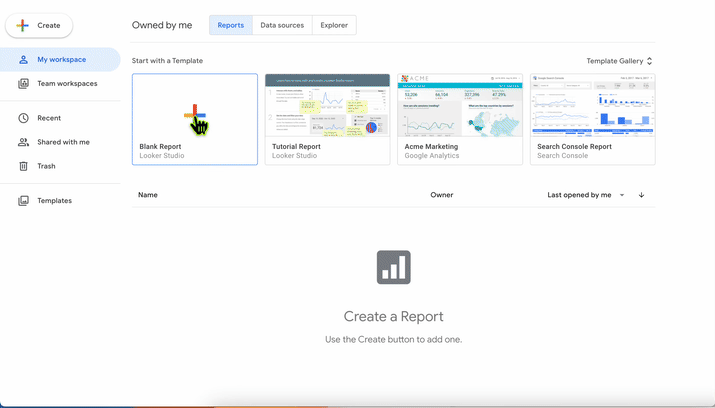 Create
Owned by me
Reports
Data sources
Explorer
My workspace
Team workspaces
Recent
Shared with me
Trash
Templates
Start with a Template
Template Gallery
Blank Report
Looker Studio
Tutorial Report
Looker Studio
ACME
Acme Marketing
Google Analytics
Search Console Report
Search Console
Name
Owner
Last opened by me
Create a Report
Use the Create button to add one.